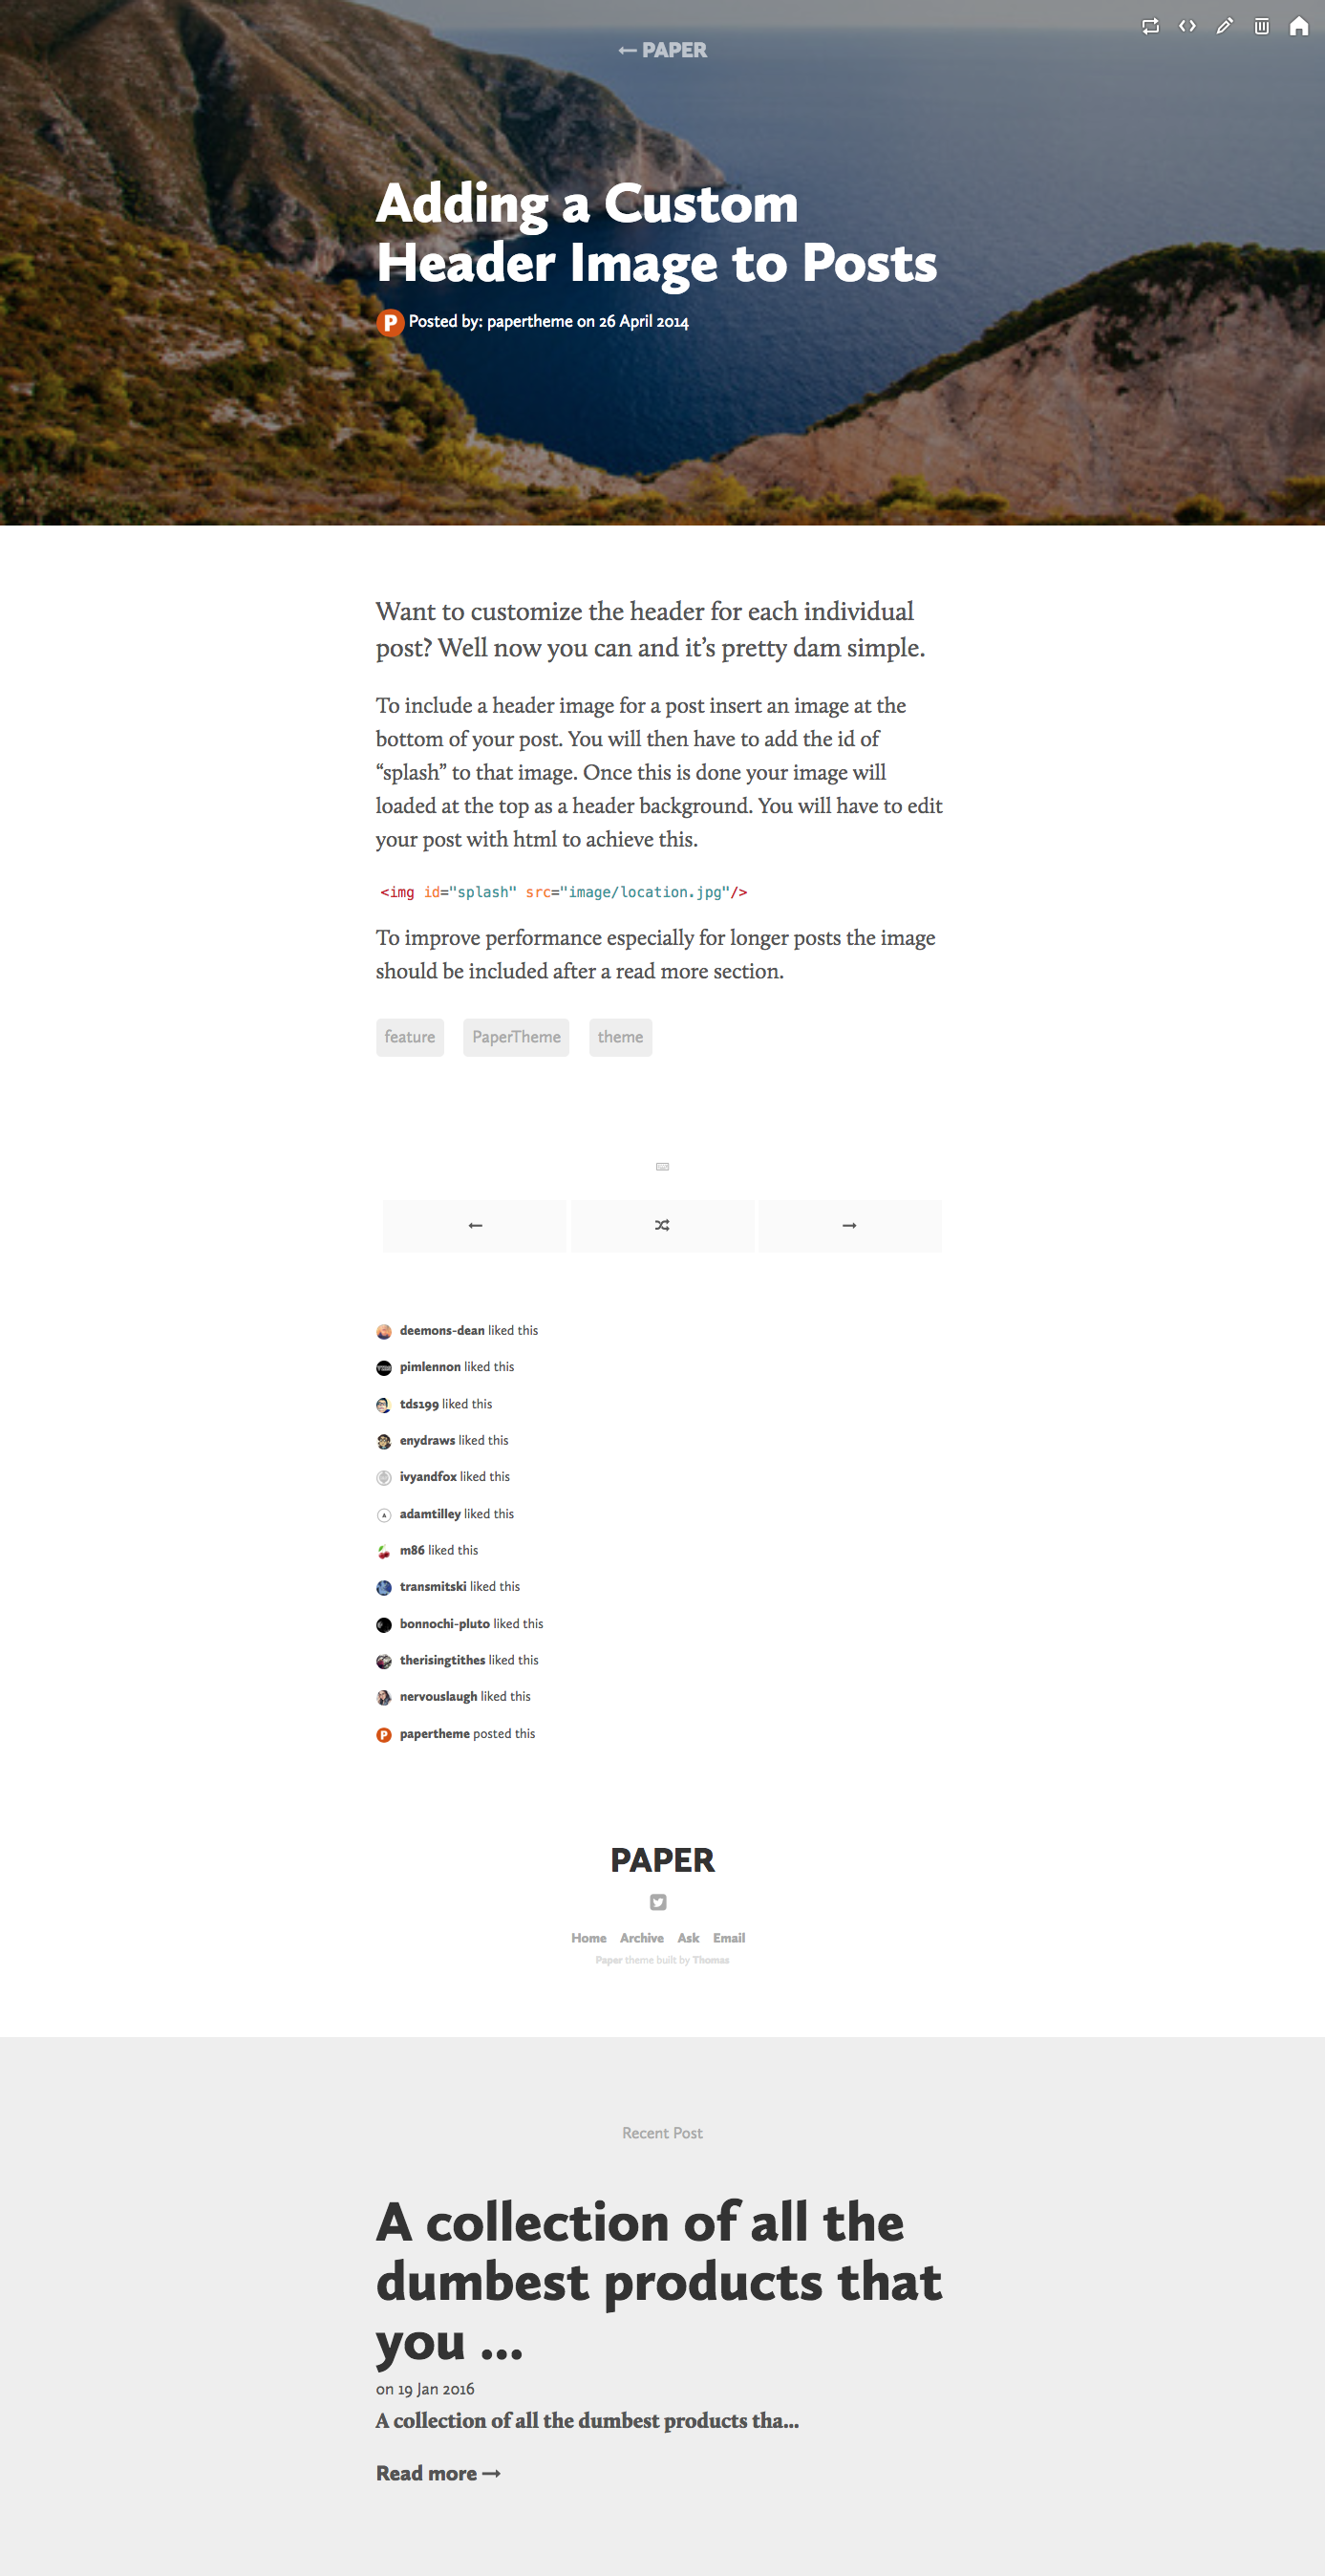 ← PAPER
Adding a Custom
Header Image to Posts
P Posted by: papertheme on 26 April 2014
Want to customize the header for each individual
post? Well now you can and it’s pretty dam simple.
To include a header image for a post insert an image at the
bottom of your post. You will then have to add the id of
“splash” to that image. Once this is done your image will
loaded at the top as a header background. You will have to edit
your post with html to achieve this.
<img id="splash" src="image/location.jpg"/>
To improve performance especially for longer posts the image
should be included after a read more section.
feature PaperTheme theme
← →
deemons-dean liked this
pimlennon liked this
tds199 liked this
enydraws liked this
ivyandfox liked this
adamtilley liked this
m86 liked this
transmitski liked this
bonnochi-pluto liked this
therisingtithes liked this
nervouslaugh liked this
P papertheme posted this
PAPER
Home Archive Ask Email
Paper theme built by Thomas
Recent Post
A collection of all the
dumbest products that
you ...
on 19 Jan 2016
A collection of all the dumbest products tha...
Read more →